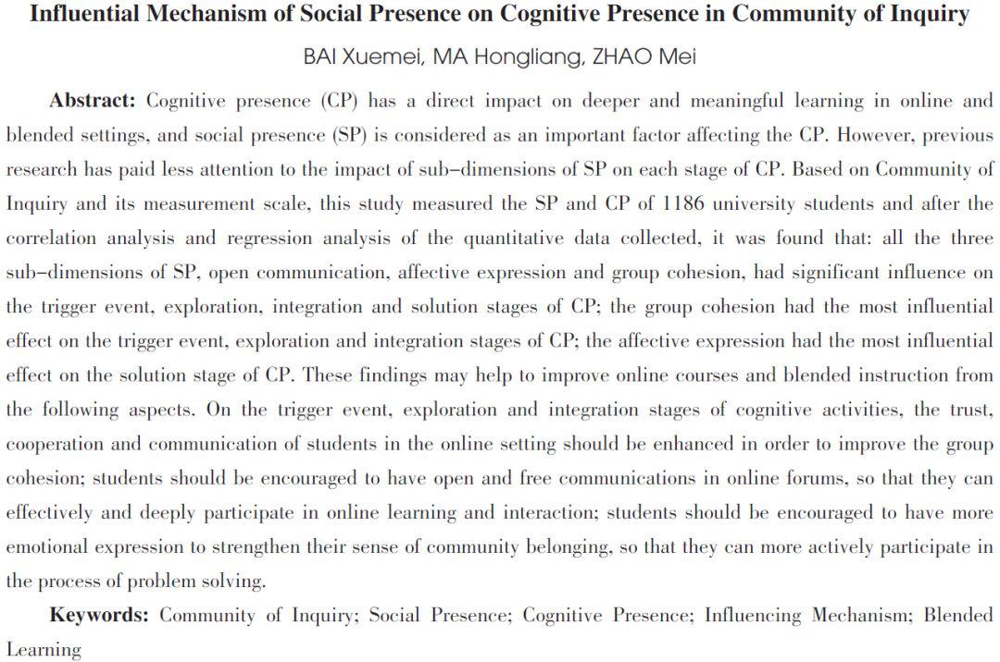 Influential Mechanism of Social Presence on Cognitive Presence in Community of Inquiry
BAI Xuemei, MA Hongliang, ZHAO Mei
Abstract: Cognitive presence (CP) has a direct impact on deeper and meaningful learning in online and
blended settings, and social presence (SP) is considered as an important factor affecting the CP. However, previous
research has paid less attention to the impact of sub-dimensions of SP on each stage of CP. Based on Community of
Inquiry and its measurement scale, this study measured the SP and CP of 1186 university students and after the
correlation analysis and regression analysis of the quantitative data collected, it was found that: all the three
sub-dimensions of SP, open communication, affective expression and group cohesion, had significant influence on
the trigger event, exploration, integration and solution stages of CP; the group cohesion had the most influential
effect on the trigger event, exploration and integration stages of CP; the affective expression had the most influential
effect on the solution stage of CP. These findings may help to improve online courses and blended instruction from
the following aspects. On the trigger event, exploration and integration stages of cognitive activities, the trust,
cooperation and communication of students in the online setting should be enhanced in order to improve the group
cohesion; students should be encouraged to have open and free communications in online forums, so that they can
effectively and deeply participate in online learning and interaction; students should be encouraged to have more
emotional expression to strengthen their sense of community belonging, so that they can more actively participate in
the process of problem solving.
Keywords: Community of Inquiry; Social Presence; Cognitive Presence; Influencing Mechanism; Blended
Learning